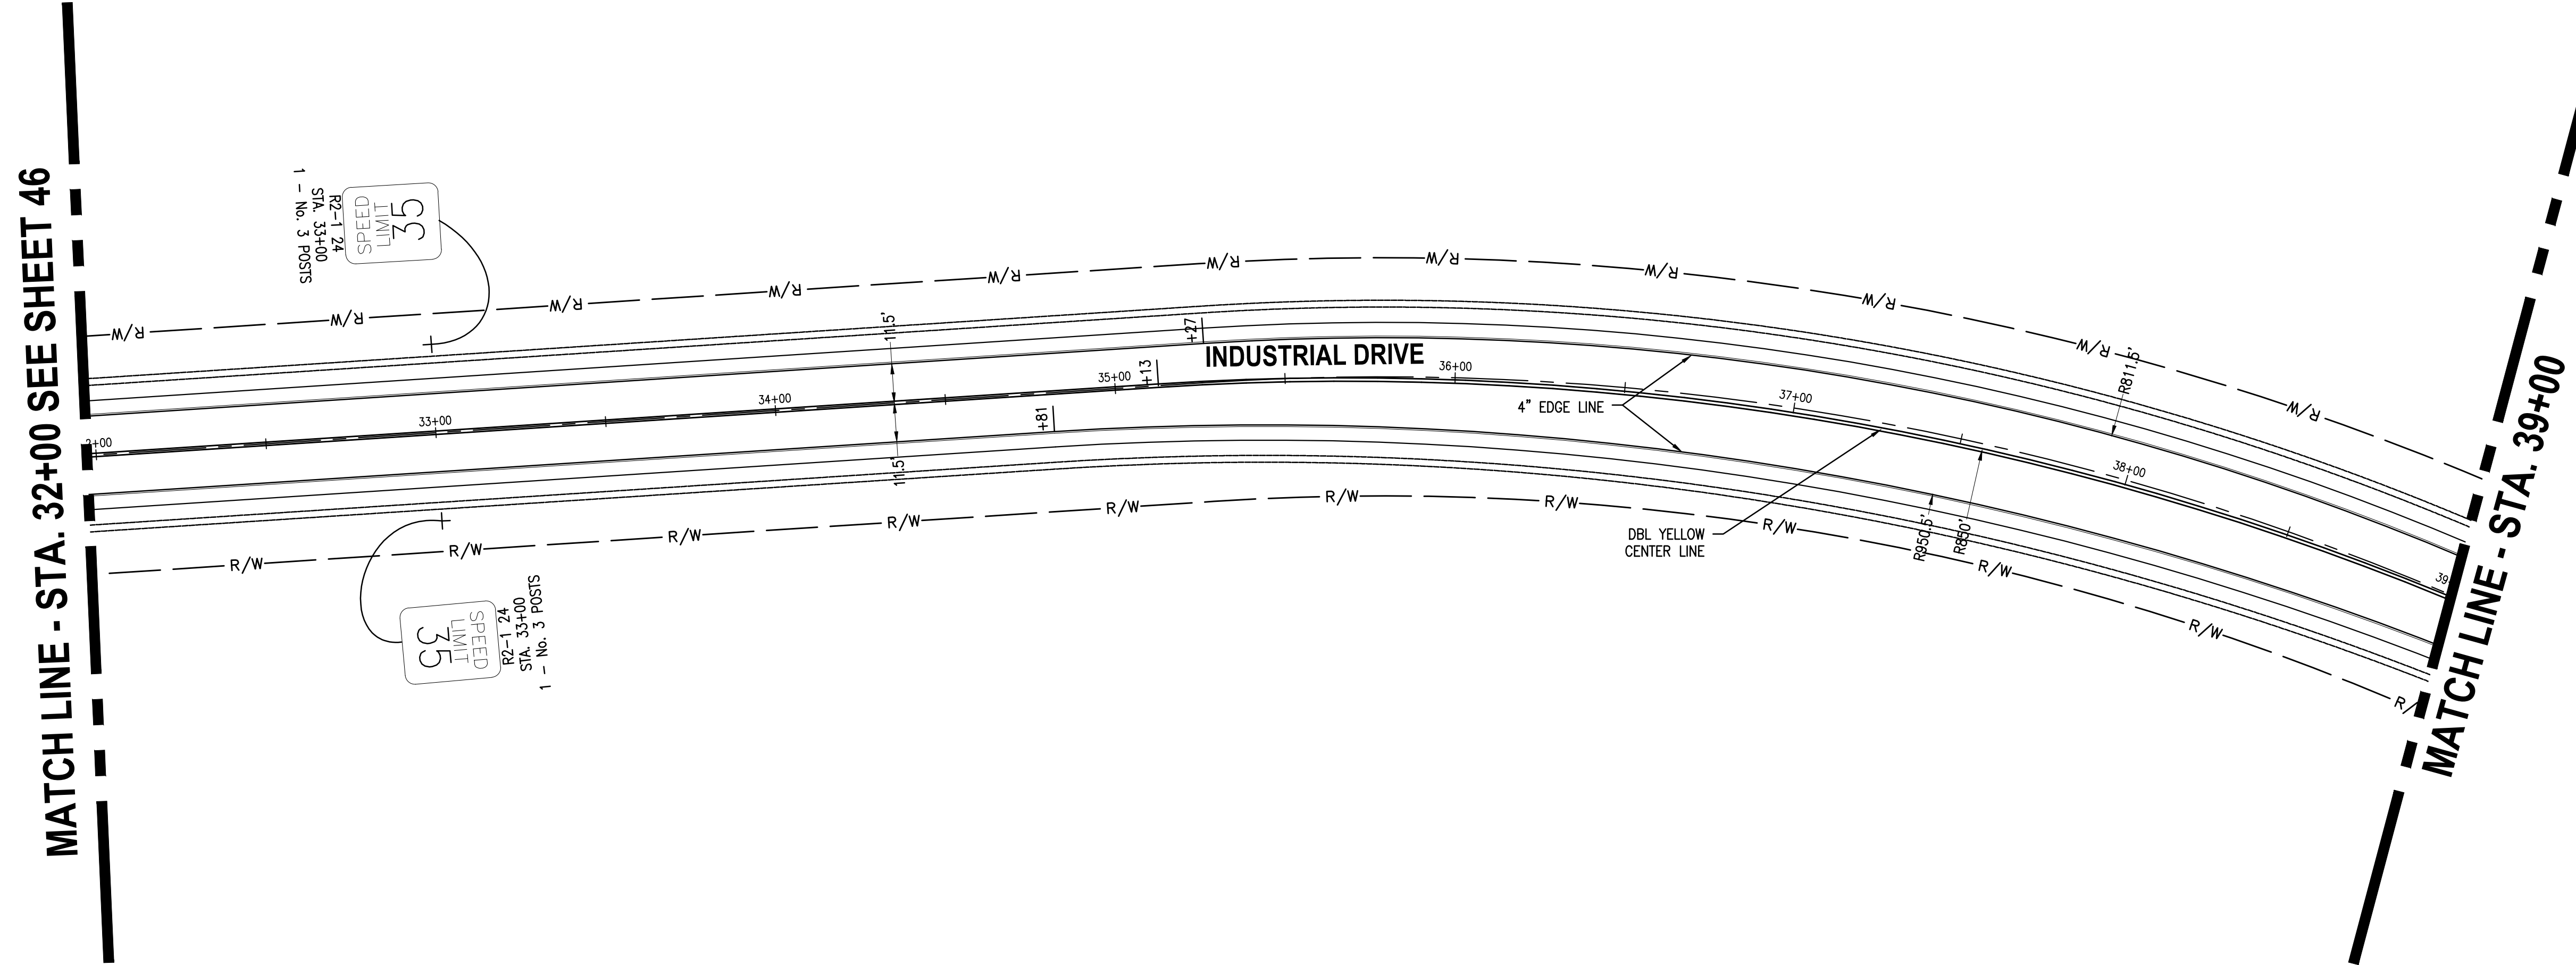 MATCH LINE - STA. 32+00 SEE SHEET 46
SPEED
LIMIT
35
R2-1 24
STA. 33+00
1 - No. 3 POSTS
R/W
R/W
R/W
R/W
R/W
R/W
R/W
R/W
R/W
R/W
R/W
11.5'
+27
INDUSTRIAL DRIVE
+13
2+00
33+00
34+00
35+00
36+00
37+00
38+00
39
+81
11.5'
4" EDGE LINE
DBL YELLOW
CENTER LINE
R811.5'
R950.5'
R850'
R/W
R/W
R/W
R/W
R/W
R/W
R/W
R/W
R/W
R/W
R/
SPEED
LIMIT
35
R2-1 24
STA. 33+00
1 - No. 3 POSTS
MATCH LINE - STA. 39+00